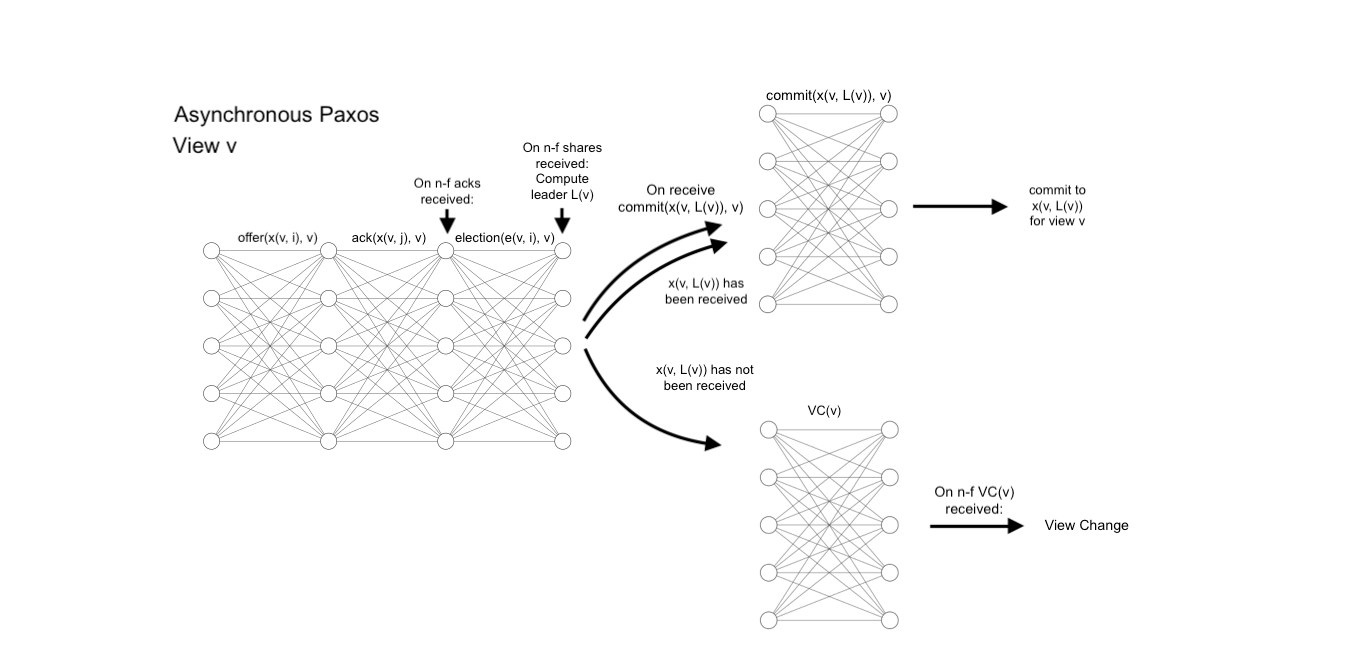 Asynchronous Paxos
View v
offer(x(v, i), v)
ack(x(v, j), v)
election(e(v, i), v)
On n-f acks
received:
On n-f shares
received:
Compute
leader L(v)
On receive
commit(x(v, L(v)), v)
x(v, L(v)) has
been received
x(v, L(v)) has not
been received
commit(x(v, L(v)), v)
commit to
x(v, L(v))
for view v
VC(v)
On n-f VC(v)
received:
View Change